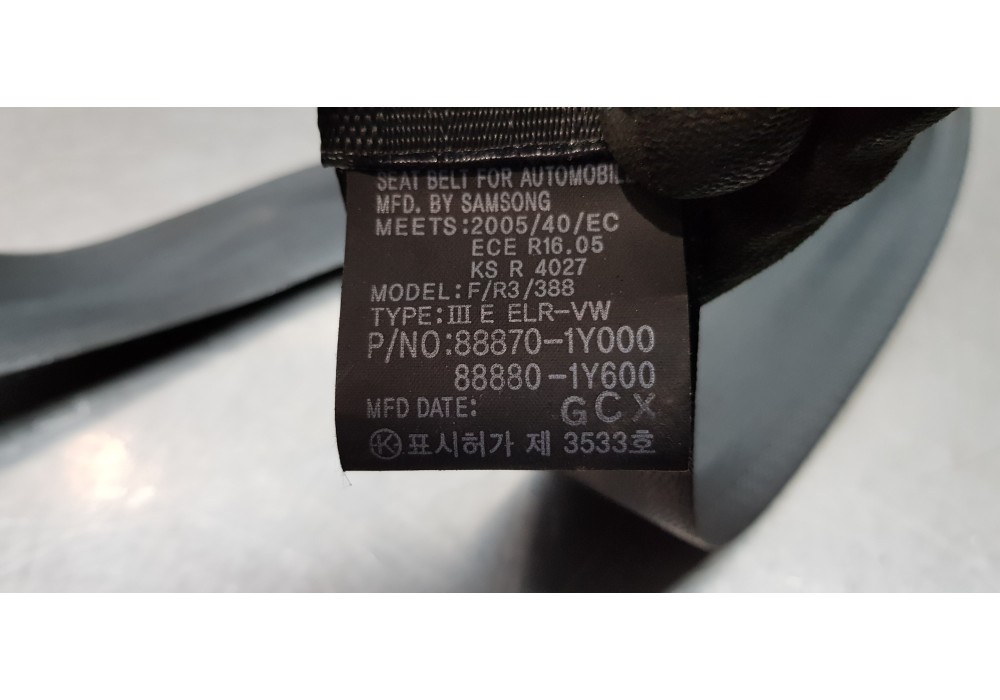 SEAT BELT FOR AUTOMOBIL
MFD. BY SAMSONG
MEETS:2005/40/EC
ECE R16.05
KS R 4027
MODEL:F/R3/388
TYPE:III E ELR-VW
P/NO:88870-1Y000
88880-1Y600
MFD DATE: GCX
Ⓚ표시허가 제 3533호